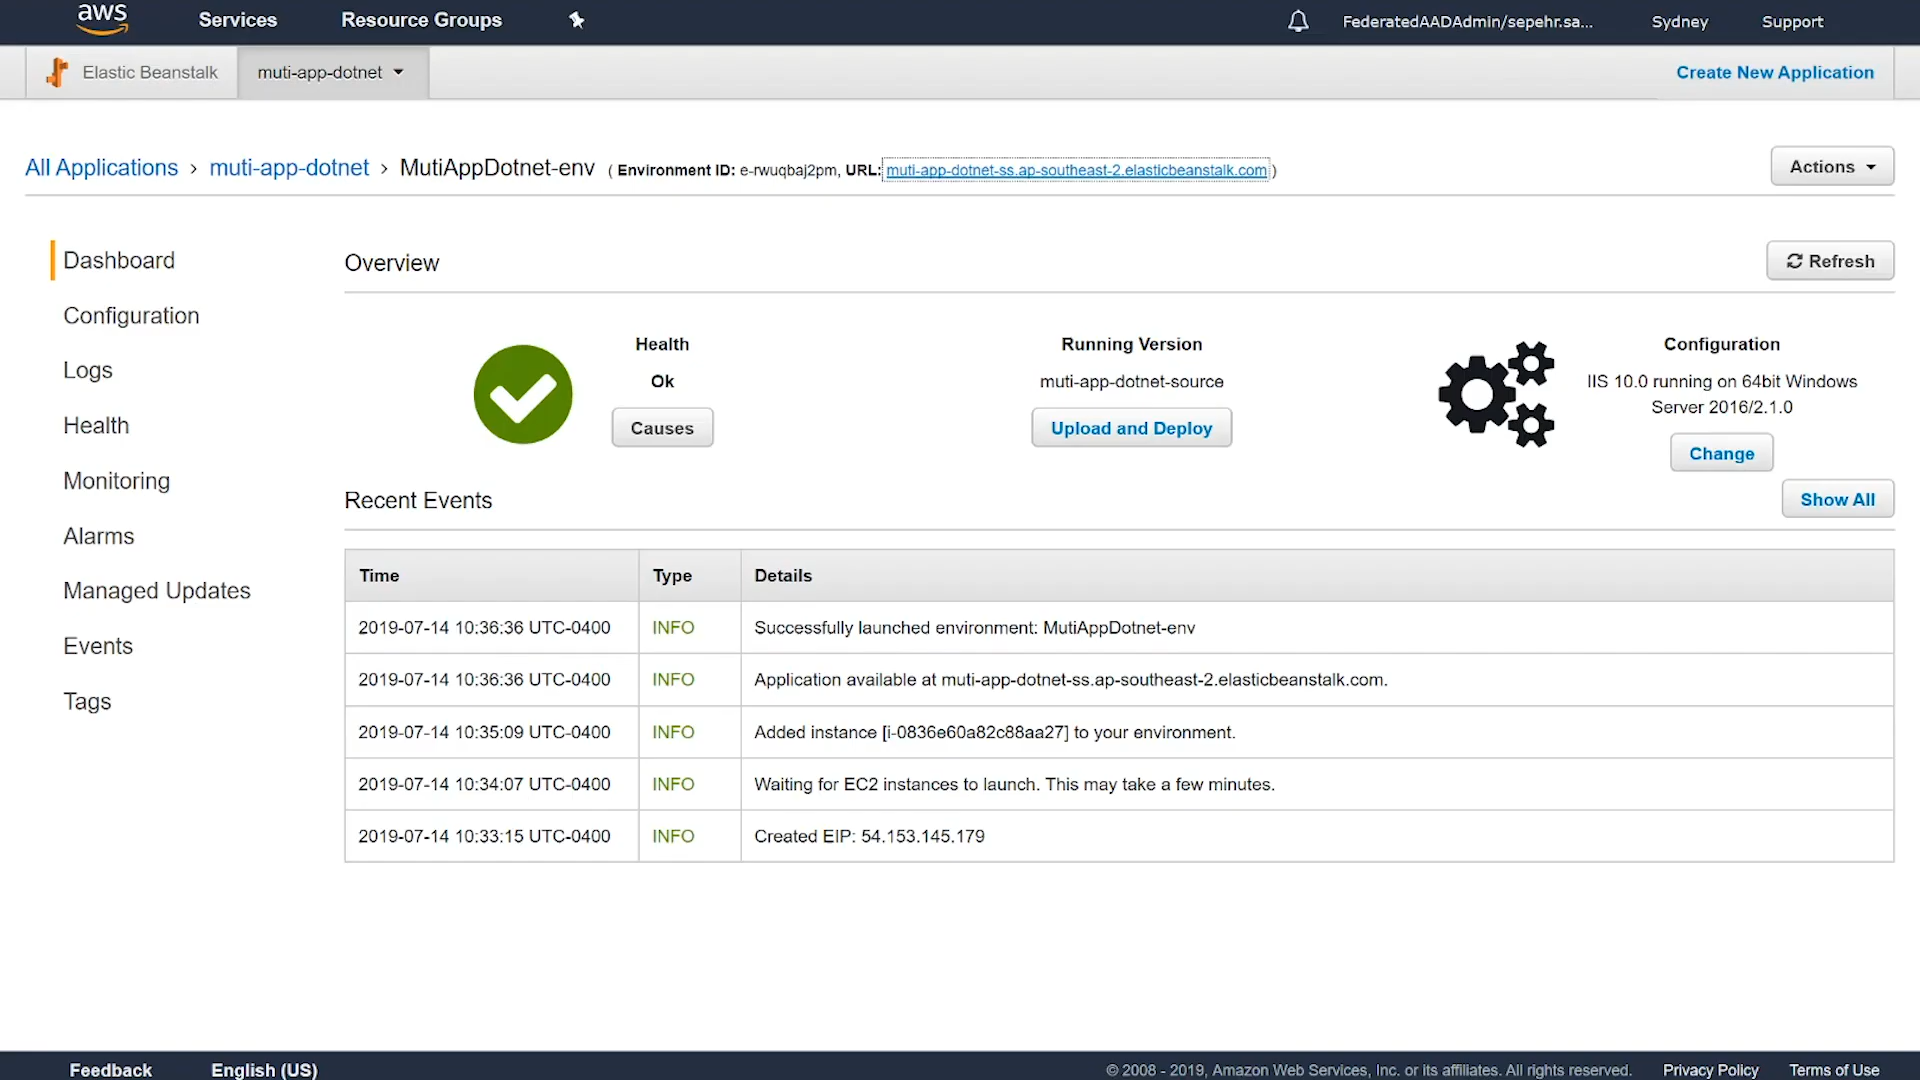 aws Services Resource Groups FederatedAADAdmin/sepehr.sa... Sydney Support
Elastic Beanstalk muti-app-dotnet Create New Application
All Applications › muti-app-dotnet › MutiAppDotnet-env ( Environment ID: e-rwuqbaj2pm, URL: muti-app-dotnet-ss.ap-southeast-2.elasticbeanstalk.com )
Actions
Dashboard
Configuration
Logs
Health
Monitoring
Alarms
Managed Updates
Events
Tags
Overview
Refresh
Health
Ok
Causes
Running Version
muti-app-dotnet-source
Upload and Deploy
Configuration
IIS 10.0 running on 64bit Windows
Server 2016/2.1.0
Change
Recent Events
Show All
Time Type Details
2019-07-14 10:36:36 UTC-0400 INFO Successfully launched environment: MutiAppDotnet-env
2019-07-14 10:36:36 UTC-0400 INFO Application available at muti-app-dotnet-ss.ap-southeast-2.elasticbeanstalk.com.
2019-07-14 10:35:09 UTC-0400 INFO Added instance [i-0836e60a82c88aa27] to your environment.
2019-07-14 10:34:07 UTC-0400 INFO Waiting for EC2 instances to launch. This may take a few minutes.
2019-07-14 10:33:15 UTC-0400 INFO Created EIP: 54.153.145.179
Feedback English (US) © 2008 - 2019, Amazon Web Services, Inc. or its affiliates. All rights reserved. Privacy Policy Terms of Use